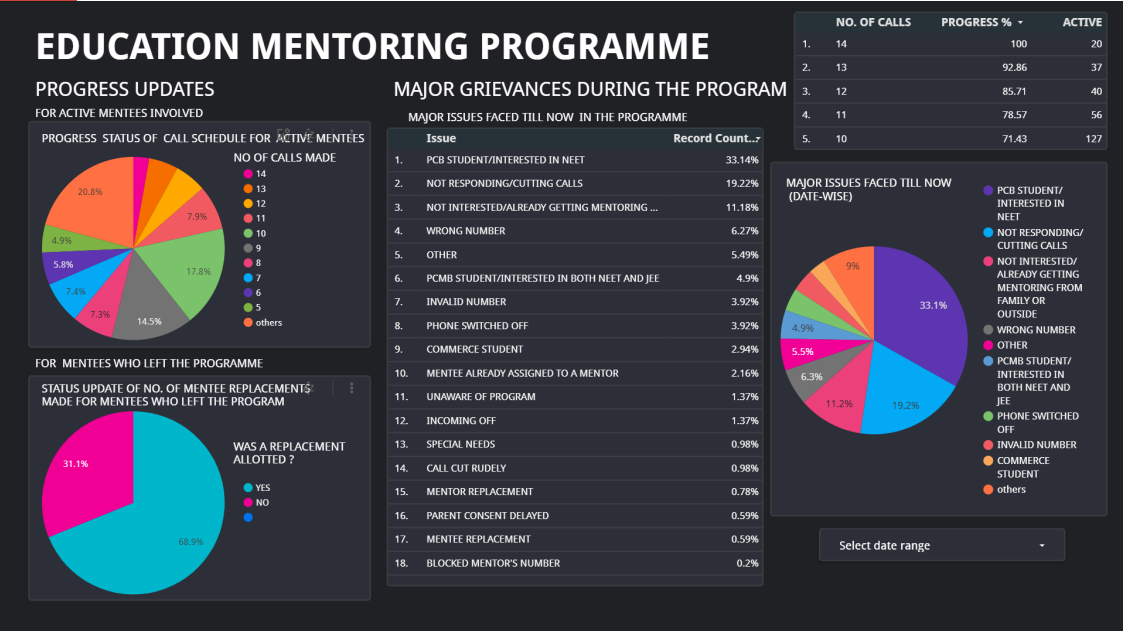 EDUCATION MENTORING PROGRAMME
PROGRESS UPDATES
FOR ACTIVE MENTEES INVOLVED
PROGRESS STATUS OF CALL SCHEDULE FOR ACTIVE MENTEES
NO OF CALLS MADE
14
13
12
11
10
9
8
7
6
5
others
20.8%
7.9%
4.9%
5.8%
17.8%
7.4%
7.3%
14.5%
FOR MENTEES WHO LEFT THE PROGRAMME
STATUS UPDATE OF NO. OF MENTEE REPLACEMENTS
MADE FOR MENTEES WHO LEFT THE PROGRAM
WAS A REPLACEMENT
ALLOTTED ?
YES
NO
31.1%
68.9%
MAJOR GRIEVANCES DURING THE PROGRAM
MAJOR ISSUES FACED TILL NOW IN THE PROGRAMME
Issue Record Count...
1. PCB STUDENT/INTERESTED IN NEET 33.14%
2. NOT RESPONDING/CUTTING CALLS 19.22%
3. NOT INTERESTED/ALREADY GETTING MENTORING ... 11.18%
4. WRONG NUMBER 6.27%
5. OTHER 5.49%
6. PCMB STUDENT/INTERESTED IN BOTH NEET AND JEE 4.9%
7. INVALID NUMBER 3.92%
8. PHONE SWITCHED OFF 3.92%
9. COMMERCE STUDENT 2.94%
10. MENTEE ALREADY ASSIGNED TO A MENTOR 2.16%
11. UNAWARE OF PROGRAM 1.37%
12. INCOMING OFF 1.37%
13. SPECIAL NEEDS 0.98%
14. CALL CUT RUDELY 0.98%
15. MENTOR REPLACEMENT 0.78%
16. PARENT CONSENT DELAYED 0.59%
17. MENTEE REPLACEMENT 0.59%
18. BLOCKED MENTOR'S NUMBER 0.2%
NO. OF CALLS PROGRESS % ACTIVE
1. 14 100 20
2. 13 92.86 37
3. 12 85.71 40
4. 11 78.57 56
5. 10 71.43 127
MAJOR ISSUES FACED TILL NOW
(DATE-WISE)
9%
33.1%
4.9%
5.5%
6.3%
11.2%
19.2%
PCB STUDENT/
INTERESTED IN
NEET
NOT RESPONDING/
CUTTING CALLS
NOT INTERESTED/
ALREADY GETTING
MENTORING FROM
FAMILY OR
OUTSIDE
WRONG NUMBER
OTHER
PCMB STUDENT/
INTERESTED IN
BOTH NEET AND
JEE
PHONE SWITCHED
OFF
INVALID NUMBER
COMMERCE
STUDENT
others
Select date range